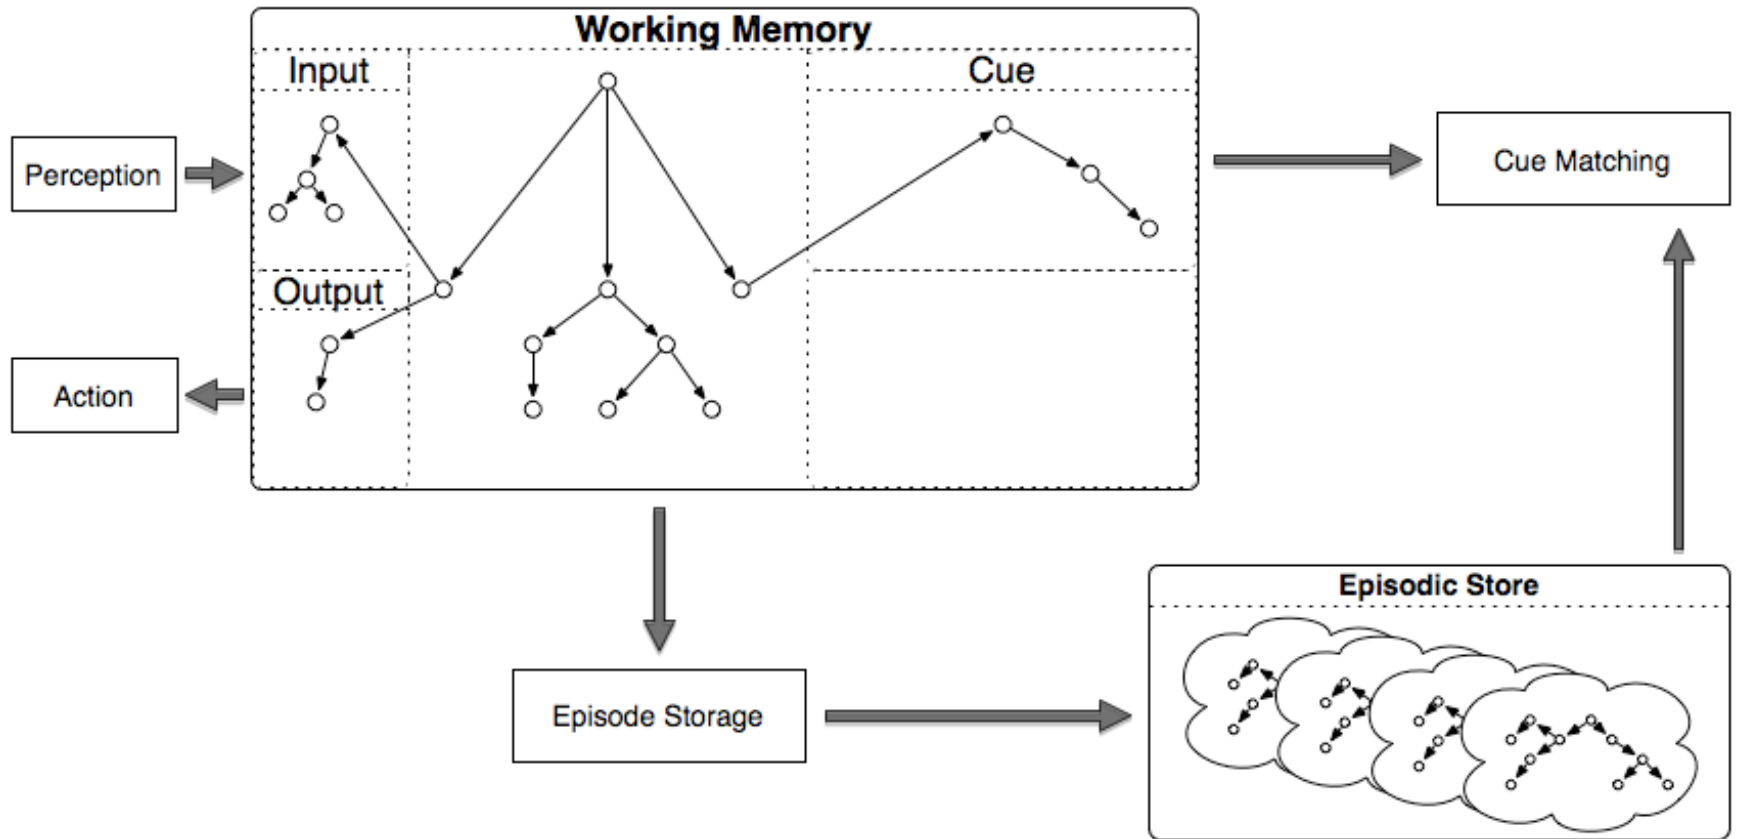 Working Memory
Input
Cue
Perception
Cue Matching
Output
Action
Episodic Store
Episode Storage